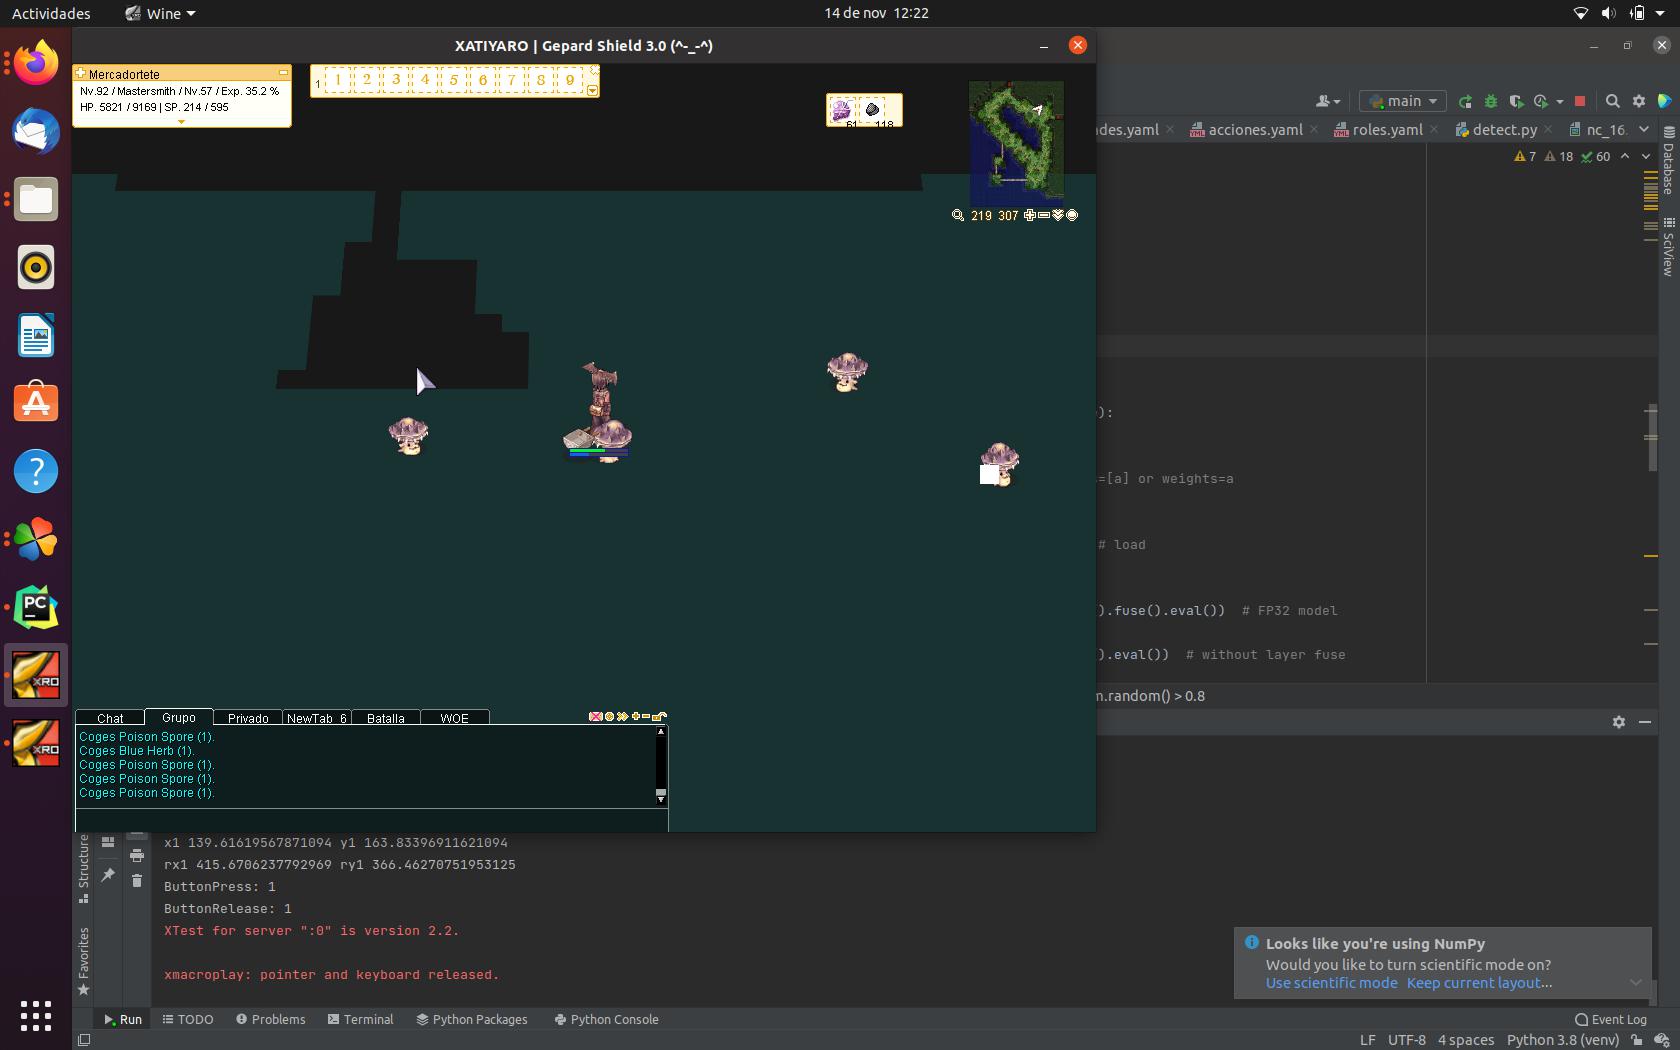 Actividades
Wine
14 de nov 12:22
XATIYARO | Gepard Shield 3.0 (^-_-^)
Mercadortete
Nv.92 / Mastersmith / Nv.57 / Exp. 35.2 %
HP. 5821 / 9169 | SP. 214 / 595
1 1 2 3 4 5 6 7 8 9
61 118
219 307
main
des.yaml
acciones.yaml
roles.yaml
detect.py
nc_16.
7 18 60
Database
SciView
):
=[a] or weights=a
# load
).fuse().eval()) # FP32 model
).eval()) # without layer fuse
m.random() > 0.8
PC
XRO
XRO
Chat Grupo Privado NewTab 6 Batalla WOE
Coges Poison Spore (1).
Coges Blue Herb (1).
Coges Poison Spore (1).
Coges Poison Spore (1).
Coges Poison Spore (1).
Structure
Favorites
x1 139.61619567871094 y1 163.83396911621094
rx1 415.6706237792969 ry1 366.46270751953125
ButtonPress: 1
ButtonRelease: 1
XTest for server ":0" is version 2.2.
xmacroplay: pointer and keyboard released.
Looks like you're using NumPy
Would you like to turn scientific mode on?
Use scientific mode Keep current layout...
Run TODO Problems Terminal Python Packages Python Console
Event Log
LF UTF-8 4 spaces Python 3.8 (venv)